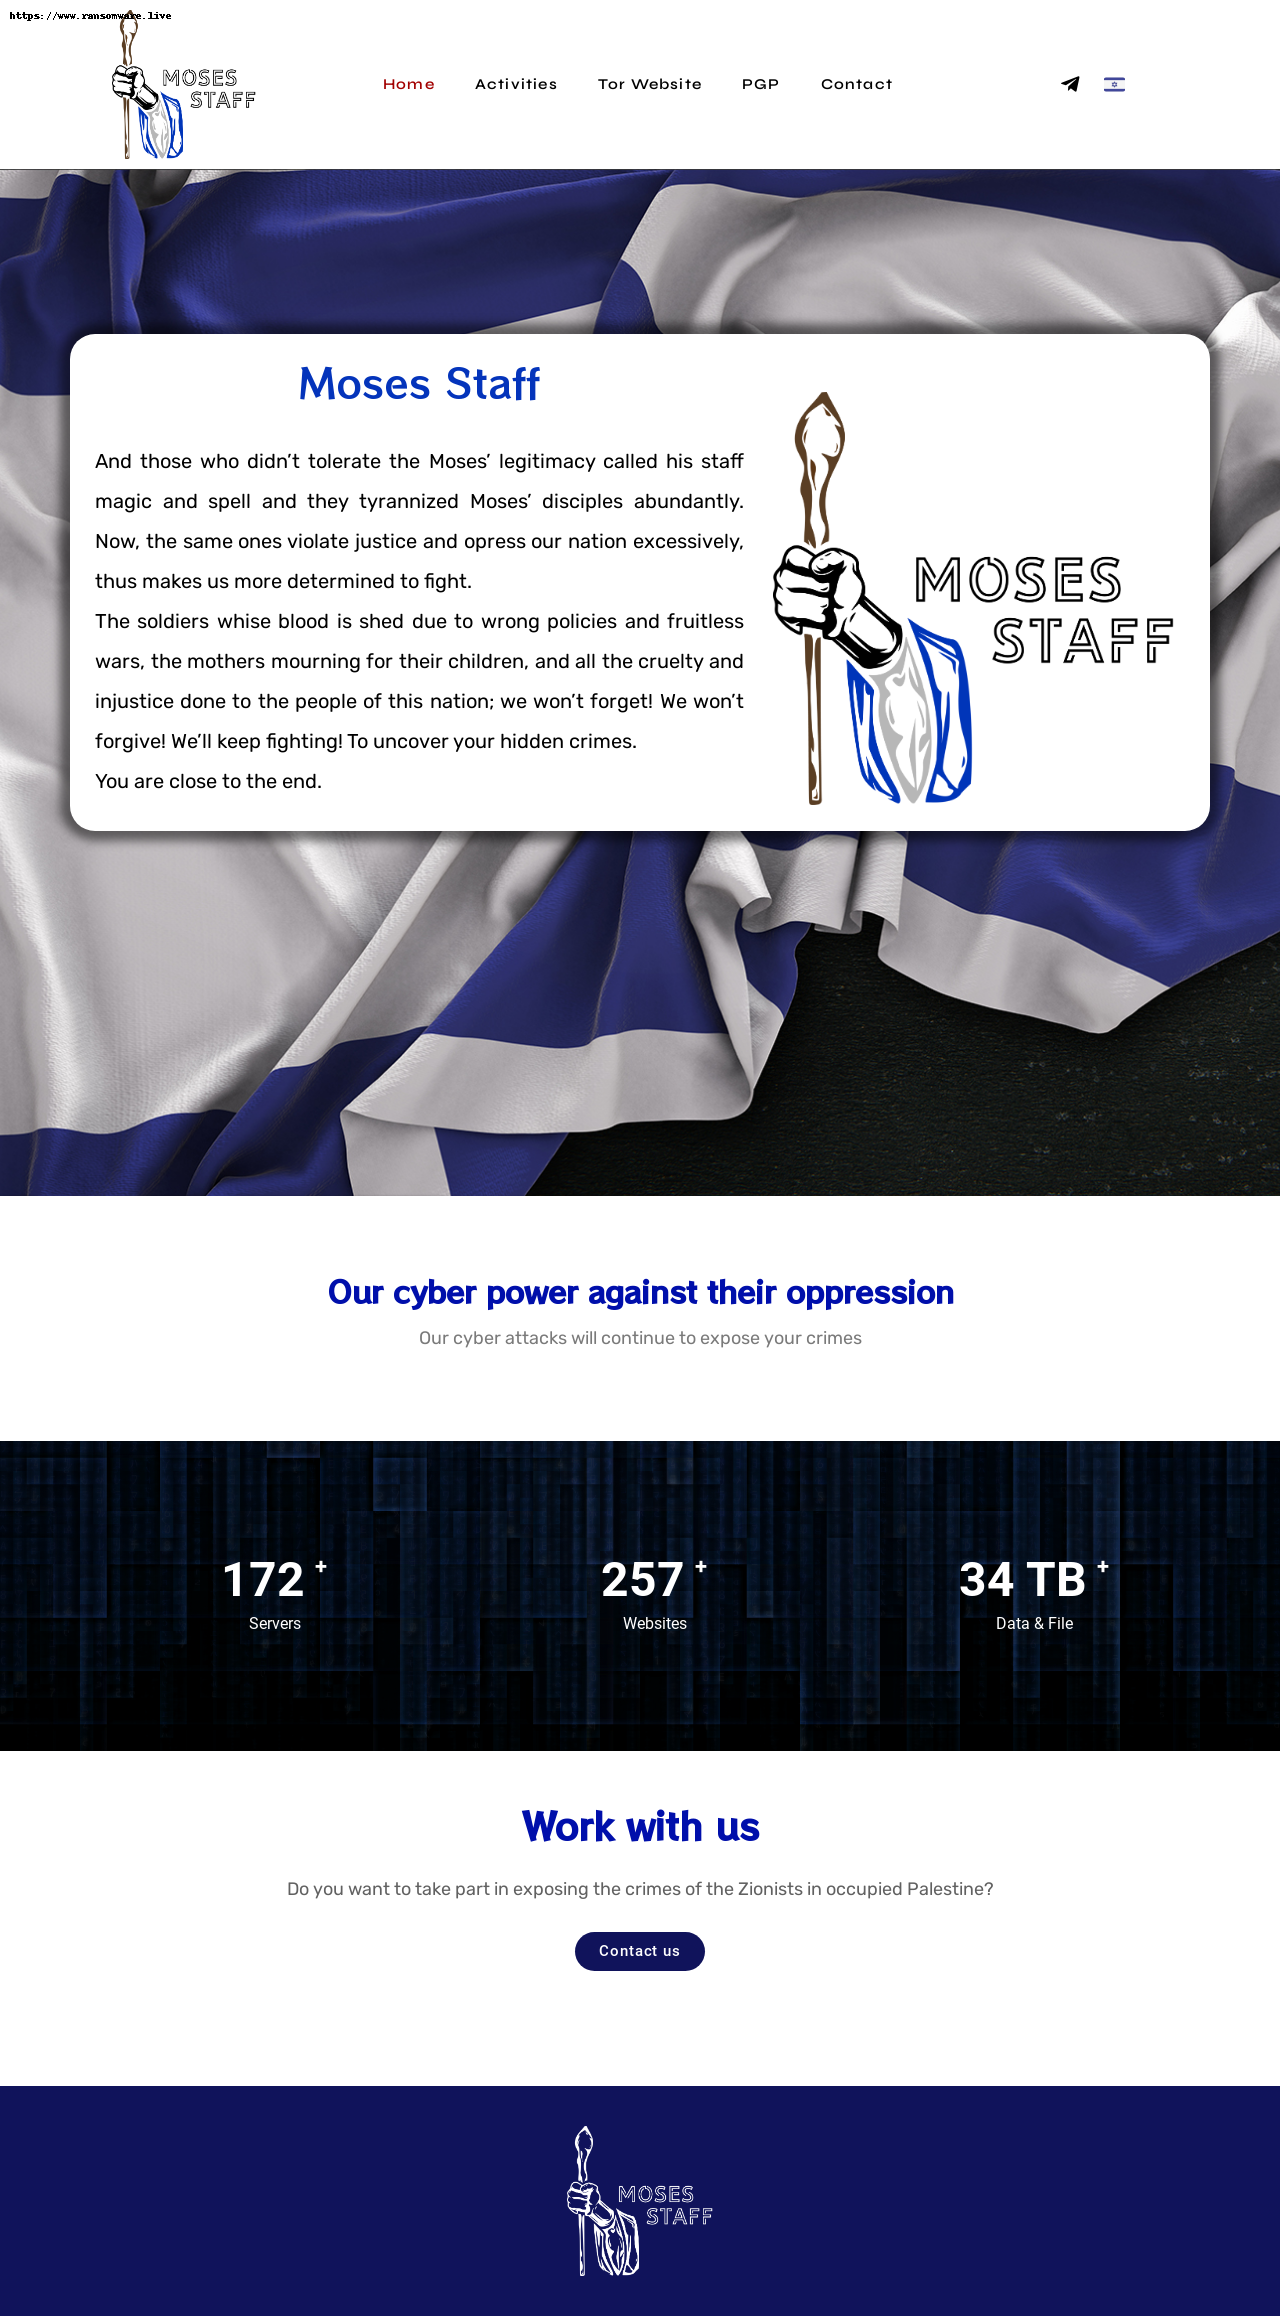 https://www.ransomware.live
MOSES
STAFF
Home Activities Tor Website PGP Contact
Moses Staff
And those who didn’t tolerate the Moses’ legitimacy called his staff
magic and spell and they tyrannized Moses’ disciples abundantly.
Now, the same ones violate justice and opress our nation excessively,
thus makes us more determined to fight.
The soldiers whise blood is shed due to wrong policies and fruitless
wars, the mothers mourning for their children, and all the cruelty and
injustice done to the people of this nation; we won’t forget! We won’t
forgive! We’ll keep fighting! To uncover your hidden crimes.
You are close to the end.
MOSES
STAFF
Our cyber power against their oppression
Our cyber attacks will continue to expose your crimes
172 + 257 + 34 TB +
Servers Websites Data & File
Work with us
Do you want to take part in exposing the crimes of the Zionists in occupied Palestine?
Contact us
MOSES
STAFF